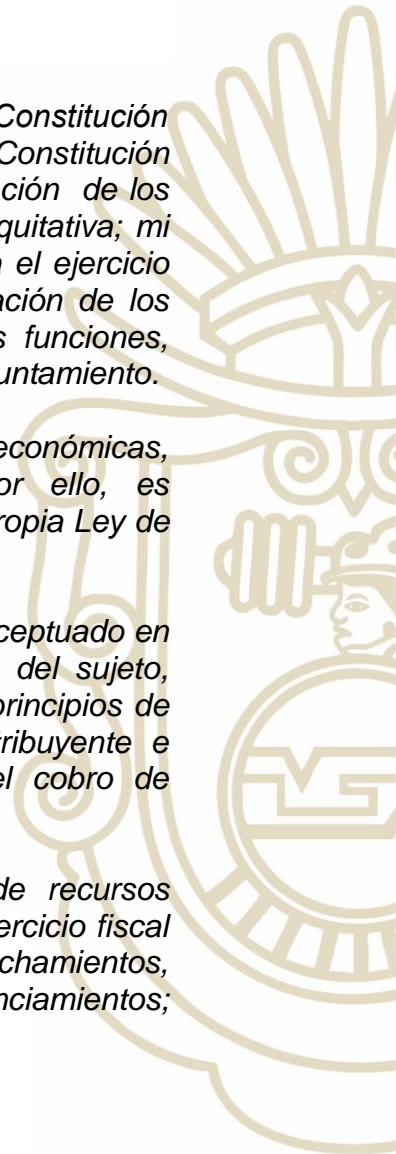 Constitución
Constitución
ción de los
quitativa; mi
el ejercicio
ación de los
s funciones,
untamiento.
económicas,
or ello, es
ropia Ley de
ceptuado en
del sujeto,
principios de
tribuyente e
el cobro de
de recursos
ercicio fiscal
chamientos,
nciamientos;